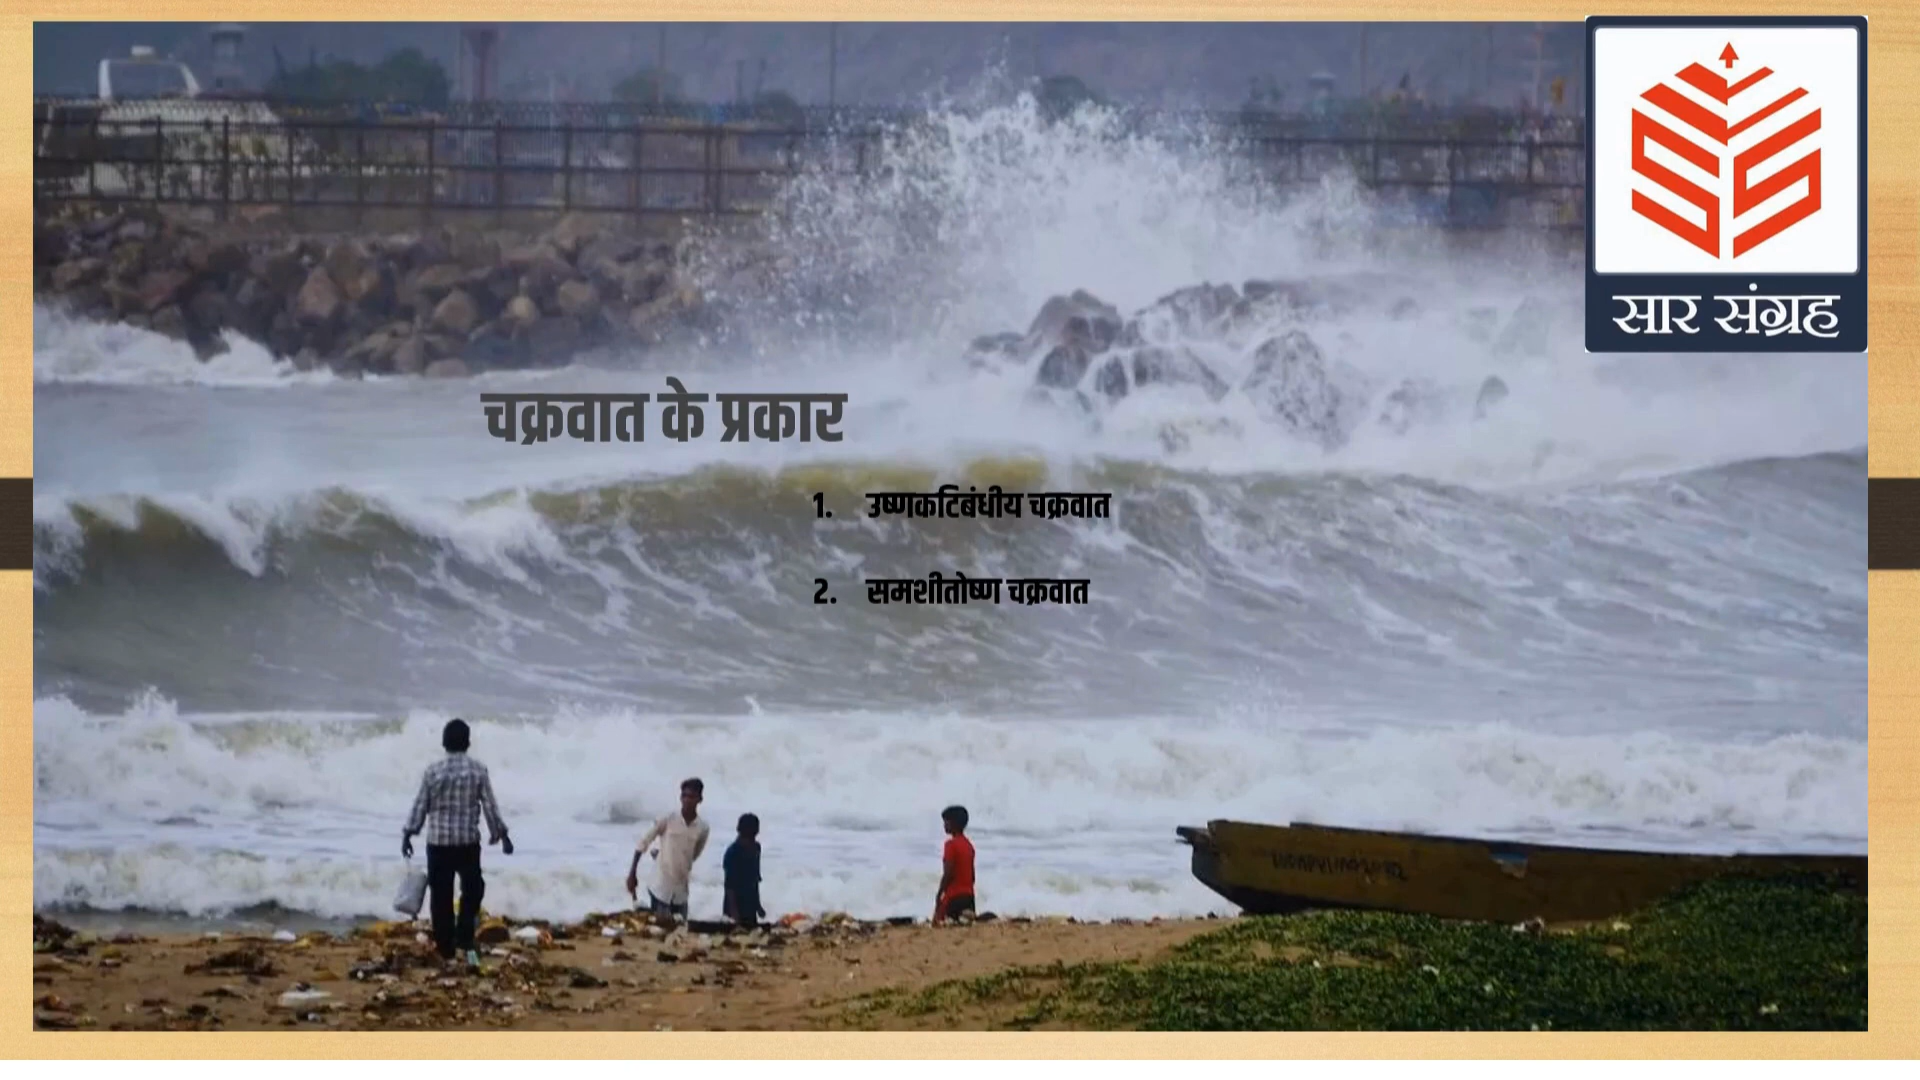 सार संग्रह
चक्रवात के प्रकार
1. उष्णकटिबंधीय चक्रवात
2. समशीतोष्ण चक्रवात